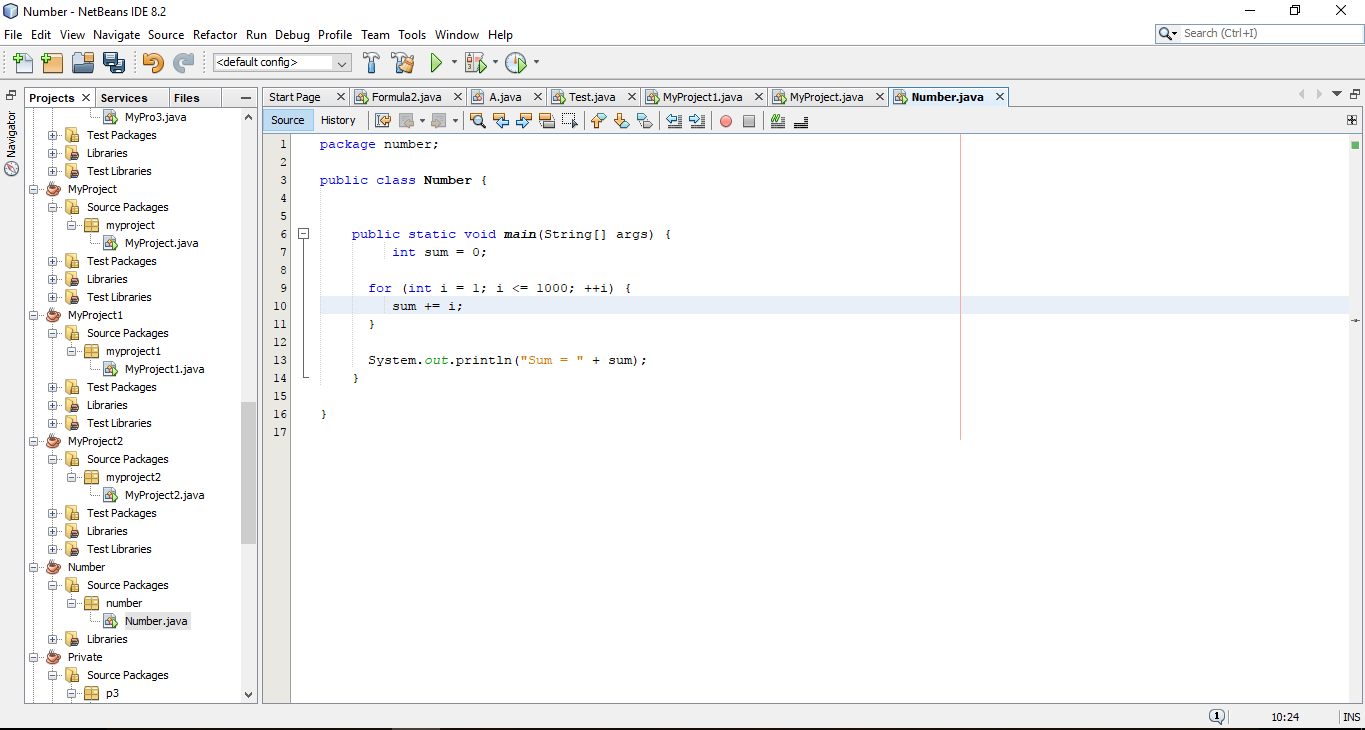 Number - NetBeans IDE 8.2
File Edit View Navigate Source Refactor Run Debug Profile Team Tools Window Help
Search (Ctrl+I)
<default config>
Navigator
Projects Services Files
MyPro3.java
Test Packages
Libraries
Test Libraries
MyProject
Source Packages
myproject
MyProject.java
Test Packages
Libraries
Test Libraries
MyProject1
Source Packages
myproject1
MyProject1.java
Test Packages
Libraries
Test Libraries
MyProject2
Source Packages
myproject2
MyProject2.java
Test Packages
Libraries
Test Libraries
Number
Source Packages
number
Number.java
Libraries
Private
Source Packages
p3
Start Page Formula2.java A.java Test.java MyProject1.java MyProject.java Number.java
Source History
1 package number;
2
3 public class Number {
4
5
6 public static void main(String[] args) {
7 int sum = 0;
8
9 for (int i = 1; i <= 1000; ++i) {
10 sum += i;
11 }
12
13 System.out.println("Sum = " + sum);
14 }
15
16 }
17
1 10:24 INS